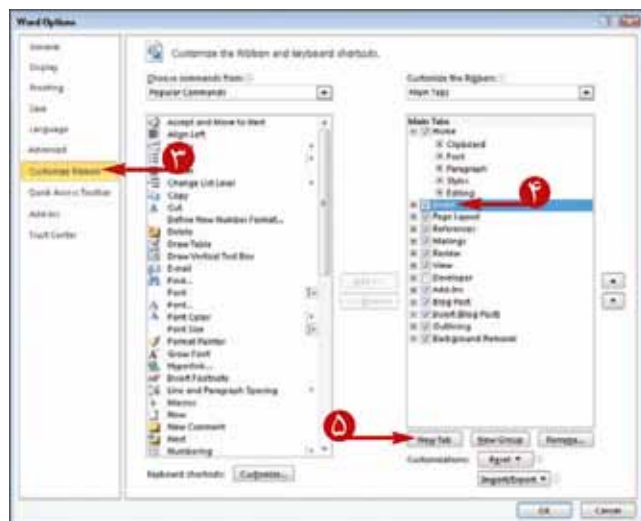 Word Options
General
Display
Proofing
Save
Language
Advanced
Customize Ribbon
Quick Access Toolbar
Add-Ins
Trust Center
Customize the Ribbon and keyboard shortcuts.
Choose commands from:
Popular Commands
Accept and Move to Next
Align Left
Change List Level
Copy
Cut
Define New Number Format...
Delete
Draw Table
Draw Vertical Text Box
E-mail
Find...
Font
Font...
Font Color
Font Size
Format Painter
Grow Font
Hyperlink...
Insert Footnote
Line and Paragraph Spacing
Macros
New
New Comment
Next
Numbering
Keyboard shortcuts: Customize...
Customize the Ribbon:
Main Tabs
Main Tabs
Home
Clipboard
Font
Paragraph
Styles
Editing
Insert
Page Layout
References
Mailings
Review
View
Developer
Add-Ins
Blog Post
Insert (Blog Post)
Outlining
Background Removal
New Tab New Group Rename...
Customizations: Reset
Import/Export
OK Cancel
۳
۴
۵